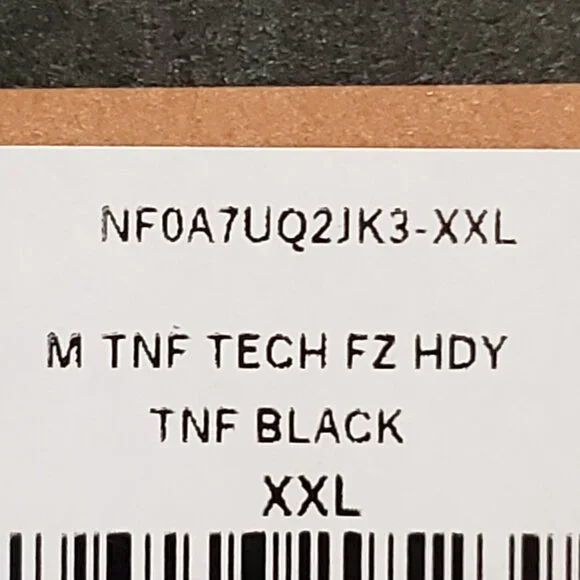 NF0A7UQ2JK3-XXL
M TNF TECH FZ HDY
TNF BLACK
XXL